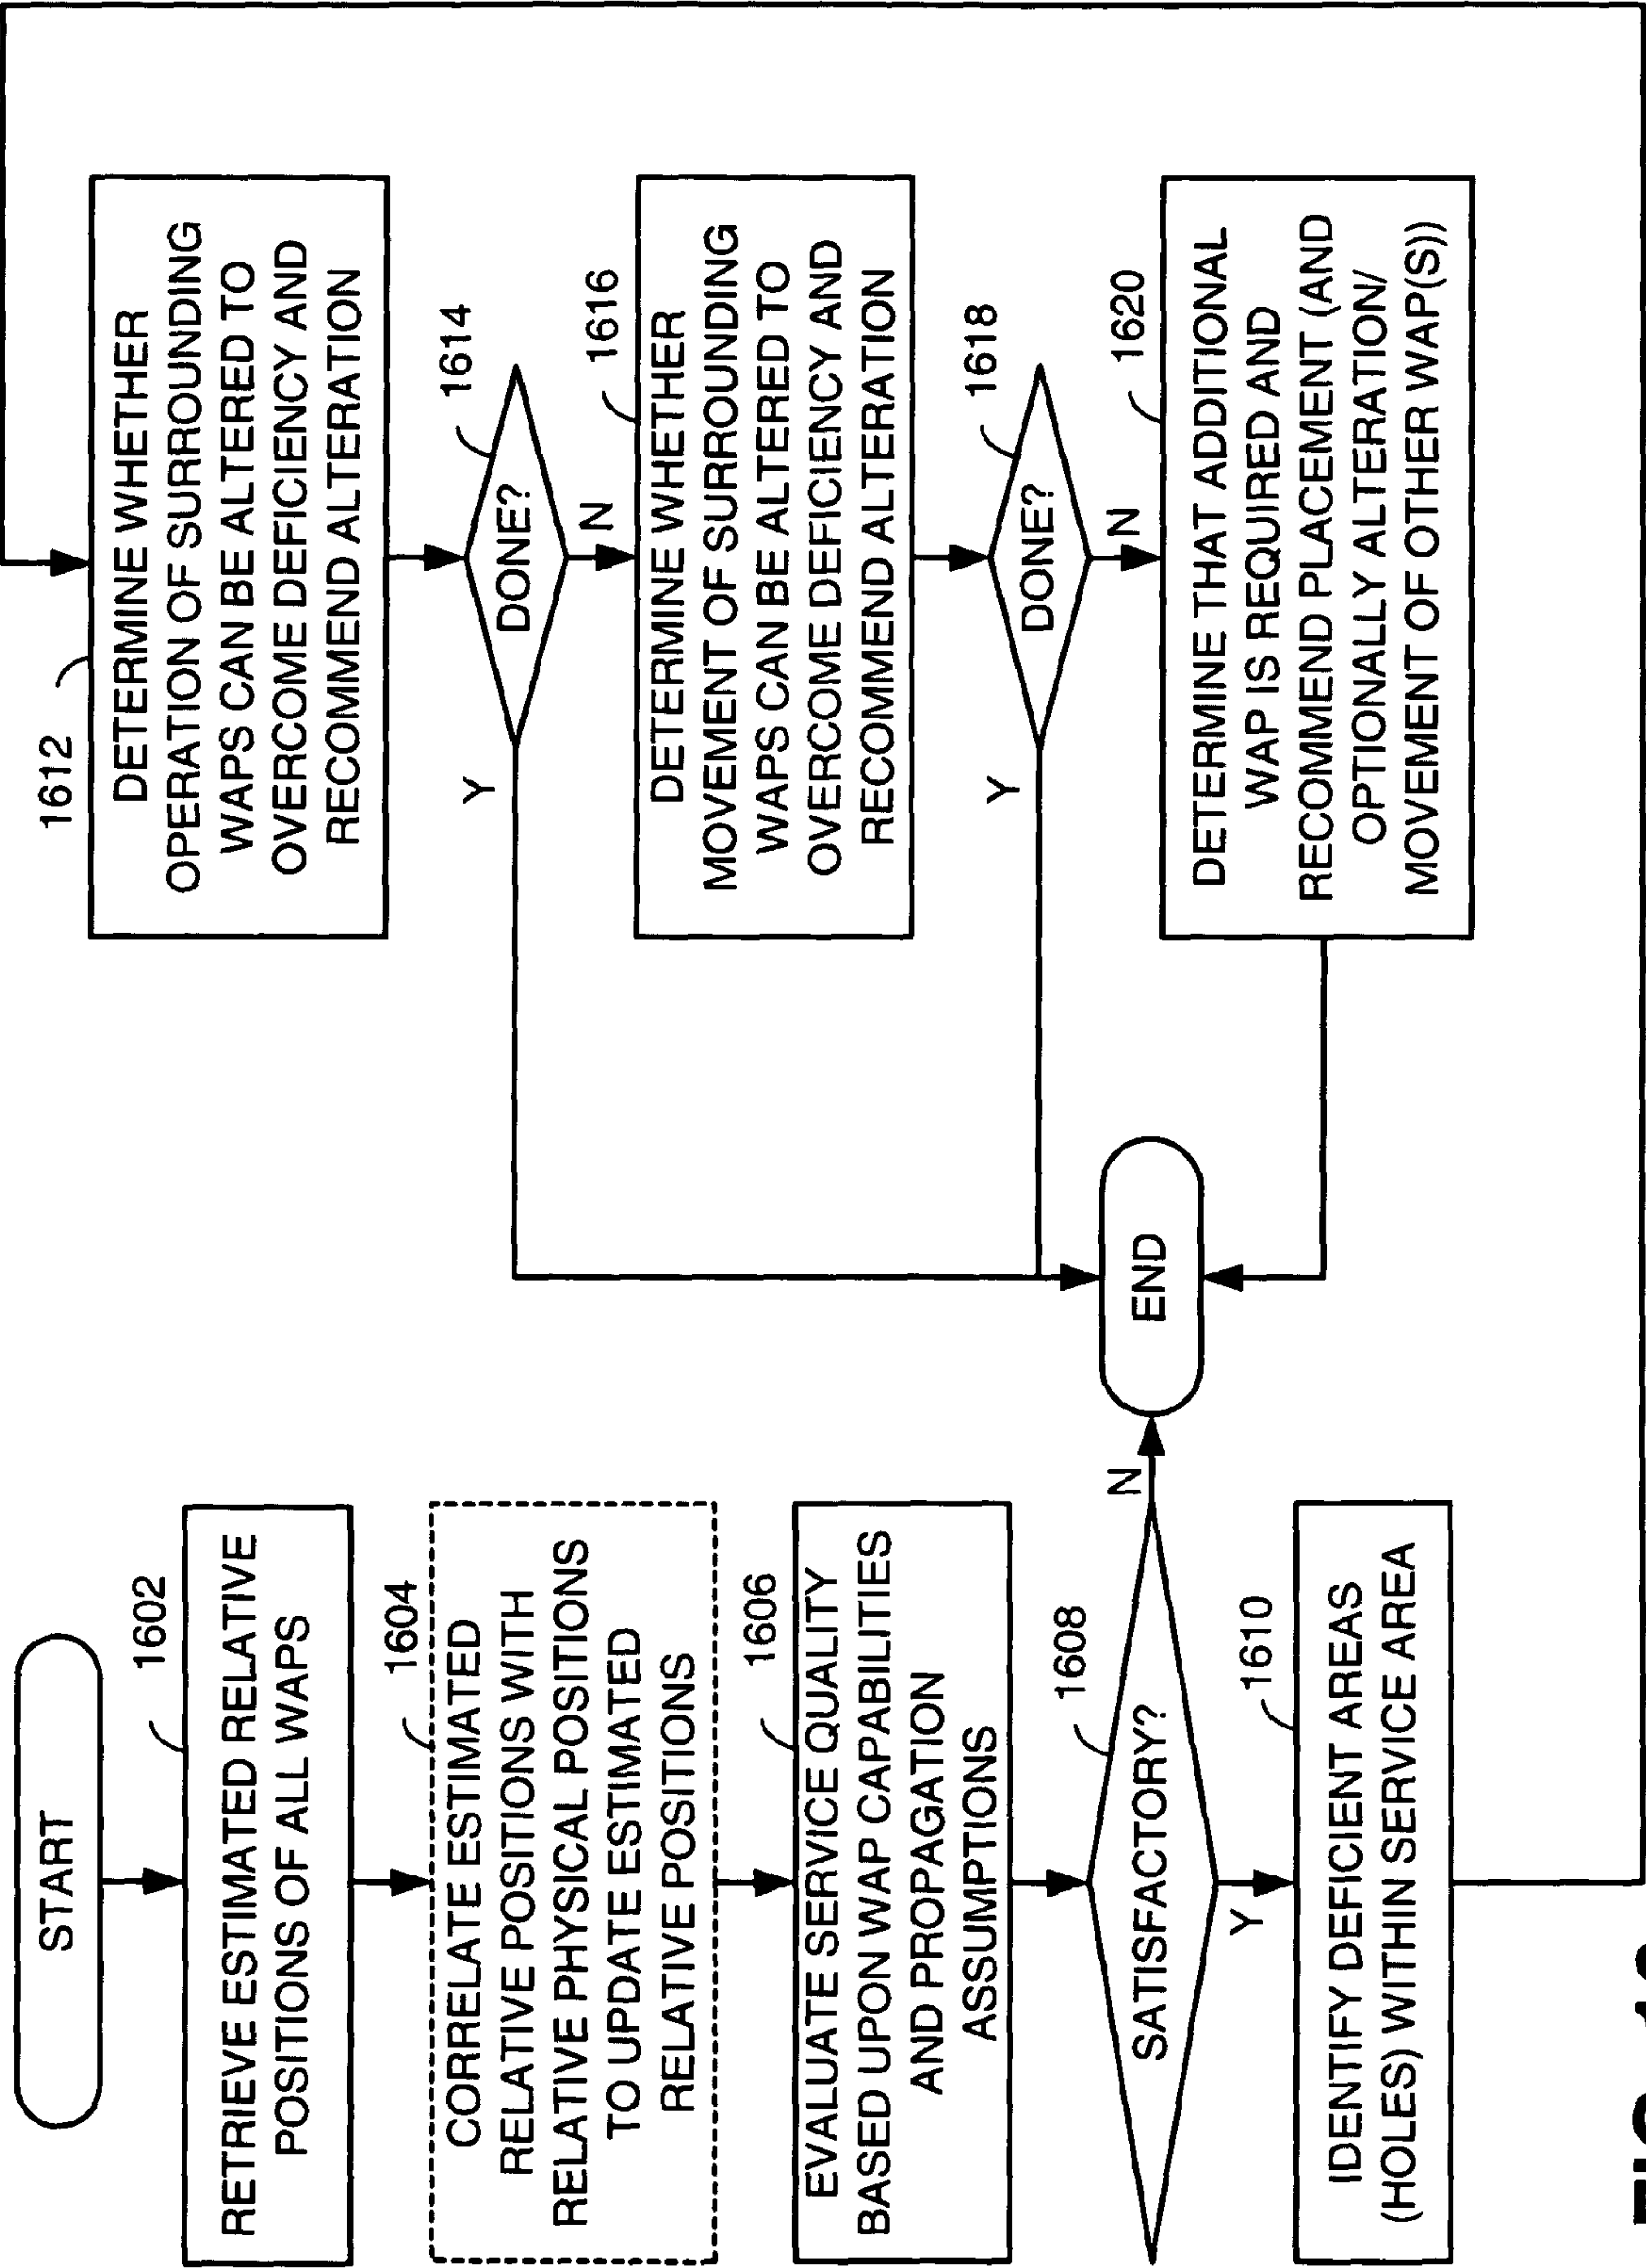 START
1602
RETRIEVE ESTIMATED RELATIVE
POSITIONS OF ALL WAPS
1604
CORRELATE ESTIMATED
RELATIVE POSITIONS WITH
RELATIVE PHYSICAL POSITIONS
TO UPDATE ESTIMATED
RELATIVE POSITIONS
1606
EVALUATE SERVICE QUALITY
BASED UPON WAP CAPABILITIES
AND PROPAGATION
ASSUMPTIONS
1608
SATISFACTORY?
N
Y
1610
IDENTIFY DEFICIENT AREAS
(HOLES) WITHIN SERVICE AREA
END
1612
DETERMINE WHETHER
OPERATION OF SURROUNDING
WAPS CAN BE ALTERED TO
OVERCOME DEFICIENCY AND
RECOMMEND ALTERATION
1614
DONE?
Y
N
1616
DETERMINE WHETHER
MOVEMENT OF SURROUNDING
WAPS CAN BE ALTERED TO
OVERCOME DEFICIENCY AND
RECOMMEND ALTERATION
1618
DONE?
Y
N
1620
DETERMINE THAT ADDITIONAL
WAP IS REQUIRED AND
RECOMMEND PLACEMENT (AND
OPTIONALLY ALTERATION/
MOVEMENT OF OTHER WAP(S))